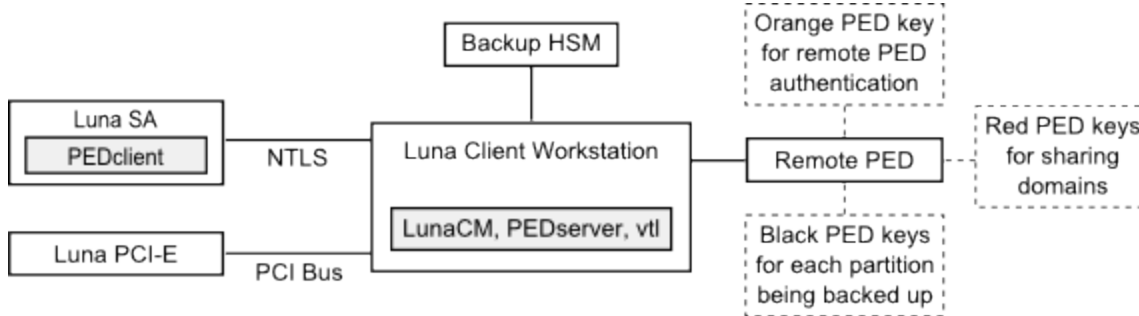 Backup HSM
Orange PED key
for remote PED
authentication
Luna SA
PEDclient
NTLS
Luna Client Workstation
LunaCM, PEDserver, vtl
Remote PED
Red PED keys
for sharing
domains
Luna PCI-E
PCI Bus
Black PED keys
for each partition
being backed up